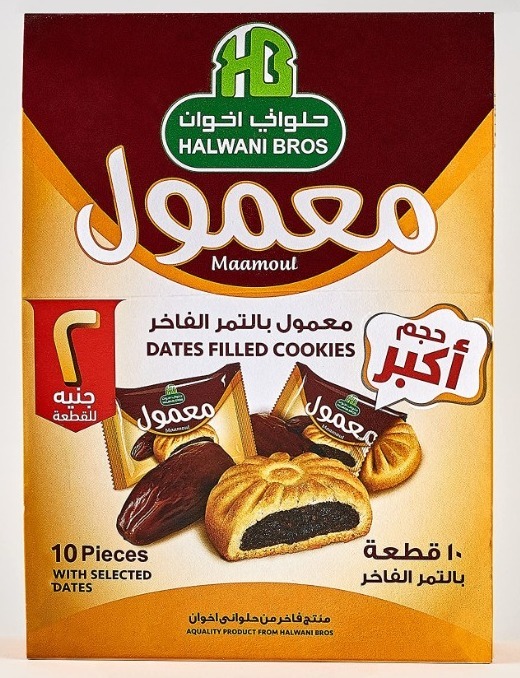 HB
حلواني اخوان
HALWANI BROS
معمول
Maamoul
معمول بالتمر الفاخر
DATES FILLED COOKIES
حجم
أكبر
٢
جنيه
للقطعة
معمول
Maamoul
معمول
Maamoul
10 Pieces
WITH SELECTED
DATES
١٠ قطعة
بالتمر الفاخر
منتج فاخر من حلواني اخوان
AQUALITY PRODUCT FROM HALWANI BROS